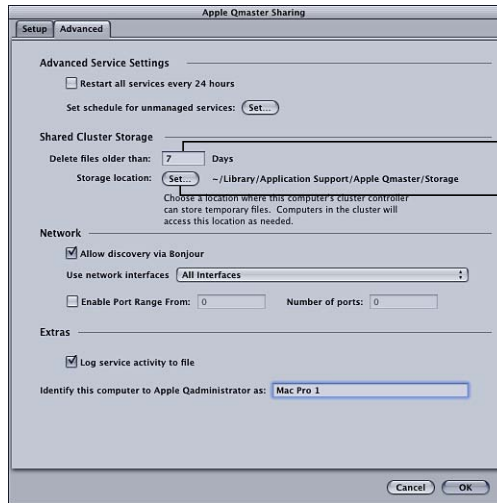 Apple Qmaster Sharing
Setup Advanced
Advanced Service Settings
Restart all services every 24 hours
Set schedule for unmanaged services: Set...
Shared Cluster Storage
Delete files older than: 7 Days
Storage location: Set... ~/Library/Application Support/Apple Qmaster/Storage
Choose a location where this computer's cluster controller
can store temporary files. Computers in the cluster will
access this location as needed.
Network
Allow discovery via Bonjour
Use network interfaces All Interfaces
Enable Port Range From: 0 Number of ports: 0
Extras
Log service activity to file
Identify this computer to Apple Qadministrator as: Mac Pro 1
Cancel OK